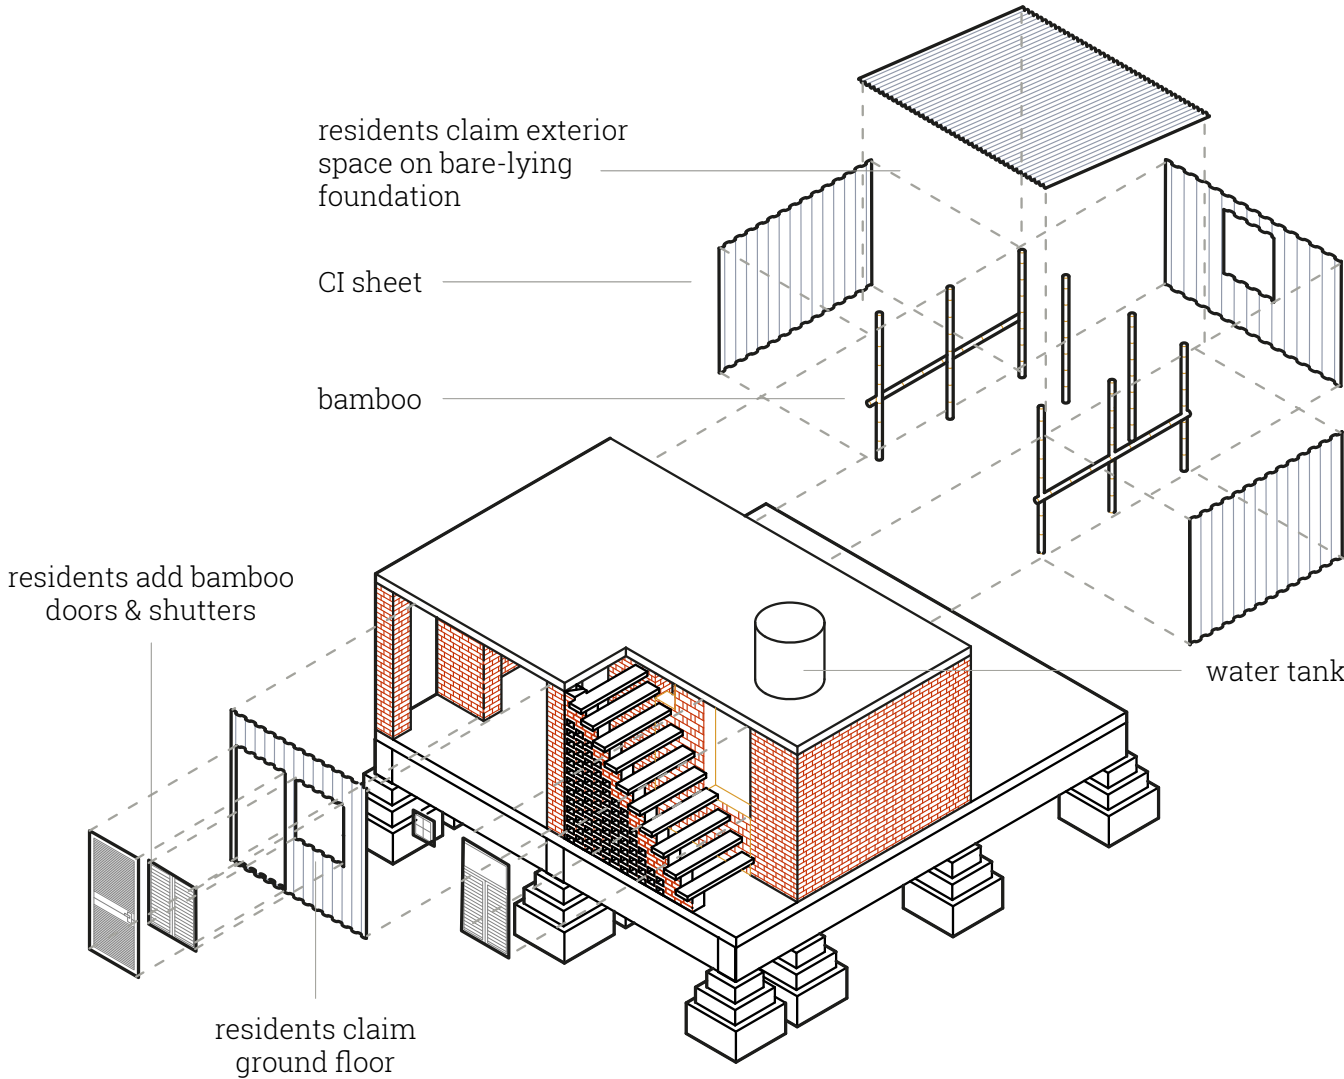 residents claim exterior
space on bare-lying
foundation
CI sheet
bamboo
residents add bamboo
doors & shutters
water tank
residents claim
ground floor